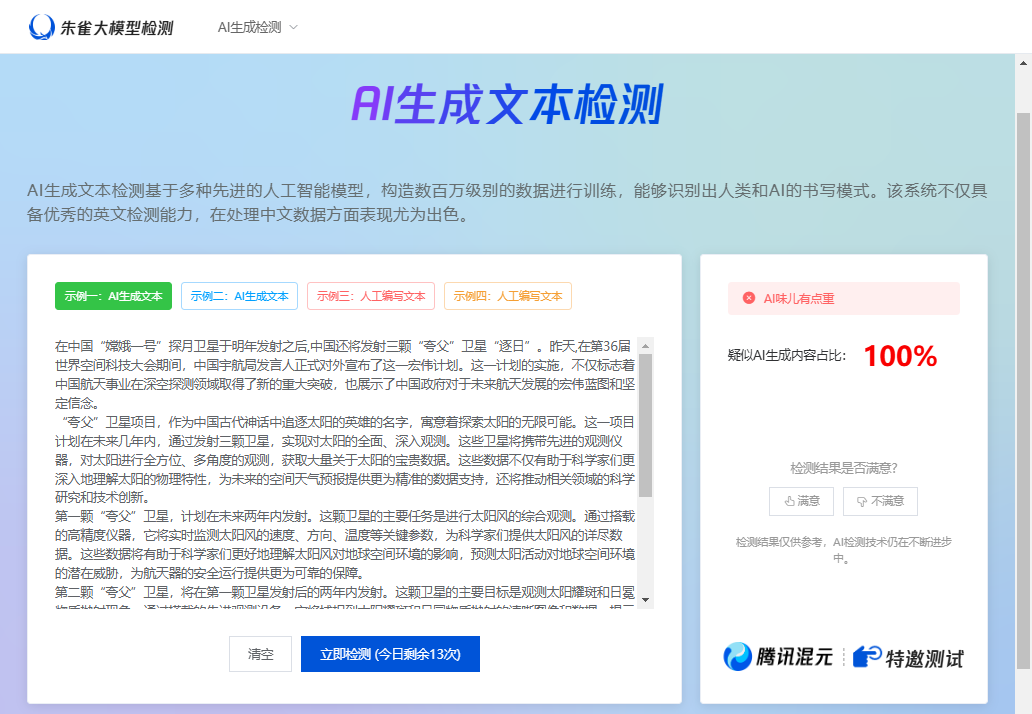 朱雀大模型检测
AI生成检测
AI生成文本检测
AI生成文本检测基于多种先进的人工智能模型，构造数百万级别的数据进行训练，能够识别出人类和AI的书写模式。该系统不仅具
备优秀的英文检测能力，在处理中文数据方面表现尤为出色。
示例一：AI生成文本
示例二：AI生成文本
示例三：人工编写文本
示例四：人工编写文本
在中国“嫦娥一号”探月卫星于明年发射之后,中国还将发射三颗“夸父”卫星“逐日”。昨天,在第36届
世界空间科技大会期间，中国宇航局发言人正式对外宣布了这一宏伟计划。这一计划的实施，不仅标志着
中国航天事业在深空探测领域取得了新的重大突破，也展示了中国政府对于未来航天发展的宏伟蓝图和坚
定信念。
“夸父”卫星项目，作为中国古代神话中追逐太阳的英雄的名字，寓意着探索太阳的无限可能。这一项目
计划在未来几年内，通过发射三颗卫星，实现对太阳的全面、深入观测。这些卫星将携带先进的观测仪
器，对太阳进行全方位、多角度的观测，获取大量关于太阳的宝贵数据。这些数据不仅有助于科学家们更
深入地理解太阳的物理特性，为未来的空间天气预报提供更为精准的数据支持，还将推动相关领域的科学
研究和技术创新。
第一颗“夸父”卫星，计划在未来两年内发射。这颗卫星的主要任务是进行太阳风的综合观测。通过搭载
的高精度仪器，它将实时监测太阳风的速度、方向、温度等关键参数，为科学家们提供太阳风的详尽数
据。这些数据将有助于科学家们更好地理解太阳风对地球空间环境的影响，预测太阳活动对地球空间环境
的潜在威胁，为航天器的安全运行提供更为可靠的保障。
第二颗“夸父”卫星，将在第一颗卫星发射后的两年内发射。这颗卫星的主要目标是观测太阳耀斑和日冕
清空
立即检测 (今日剩余13次)
AI味儿有点重
疑似AI生成内容占比：
100%
检测结果是否满意?
满意
不满意
检测结果仅供参考，AI检测技术仍在不断进步
中。
腾讯混元
特邀测试